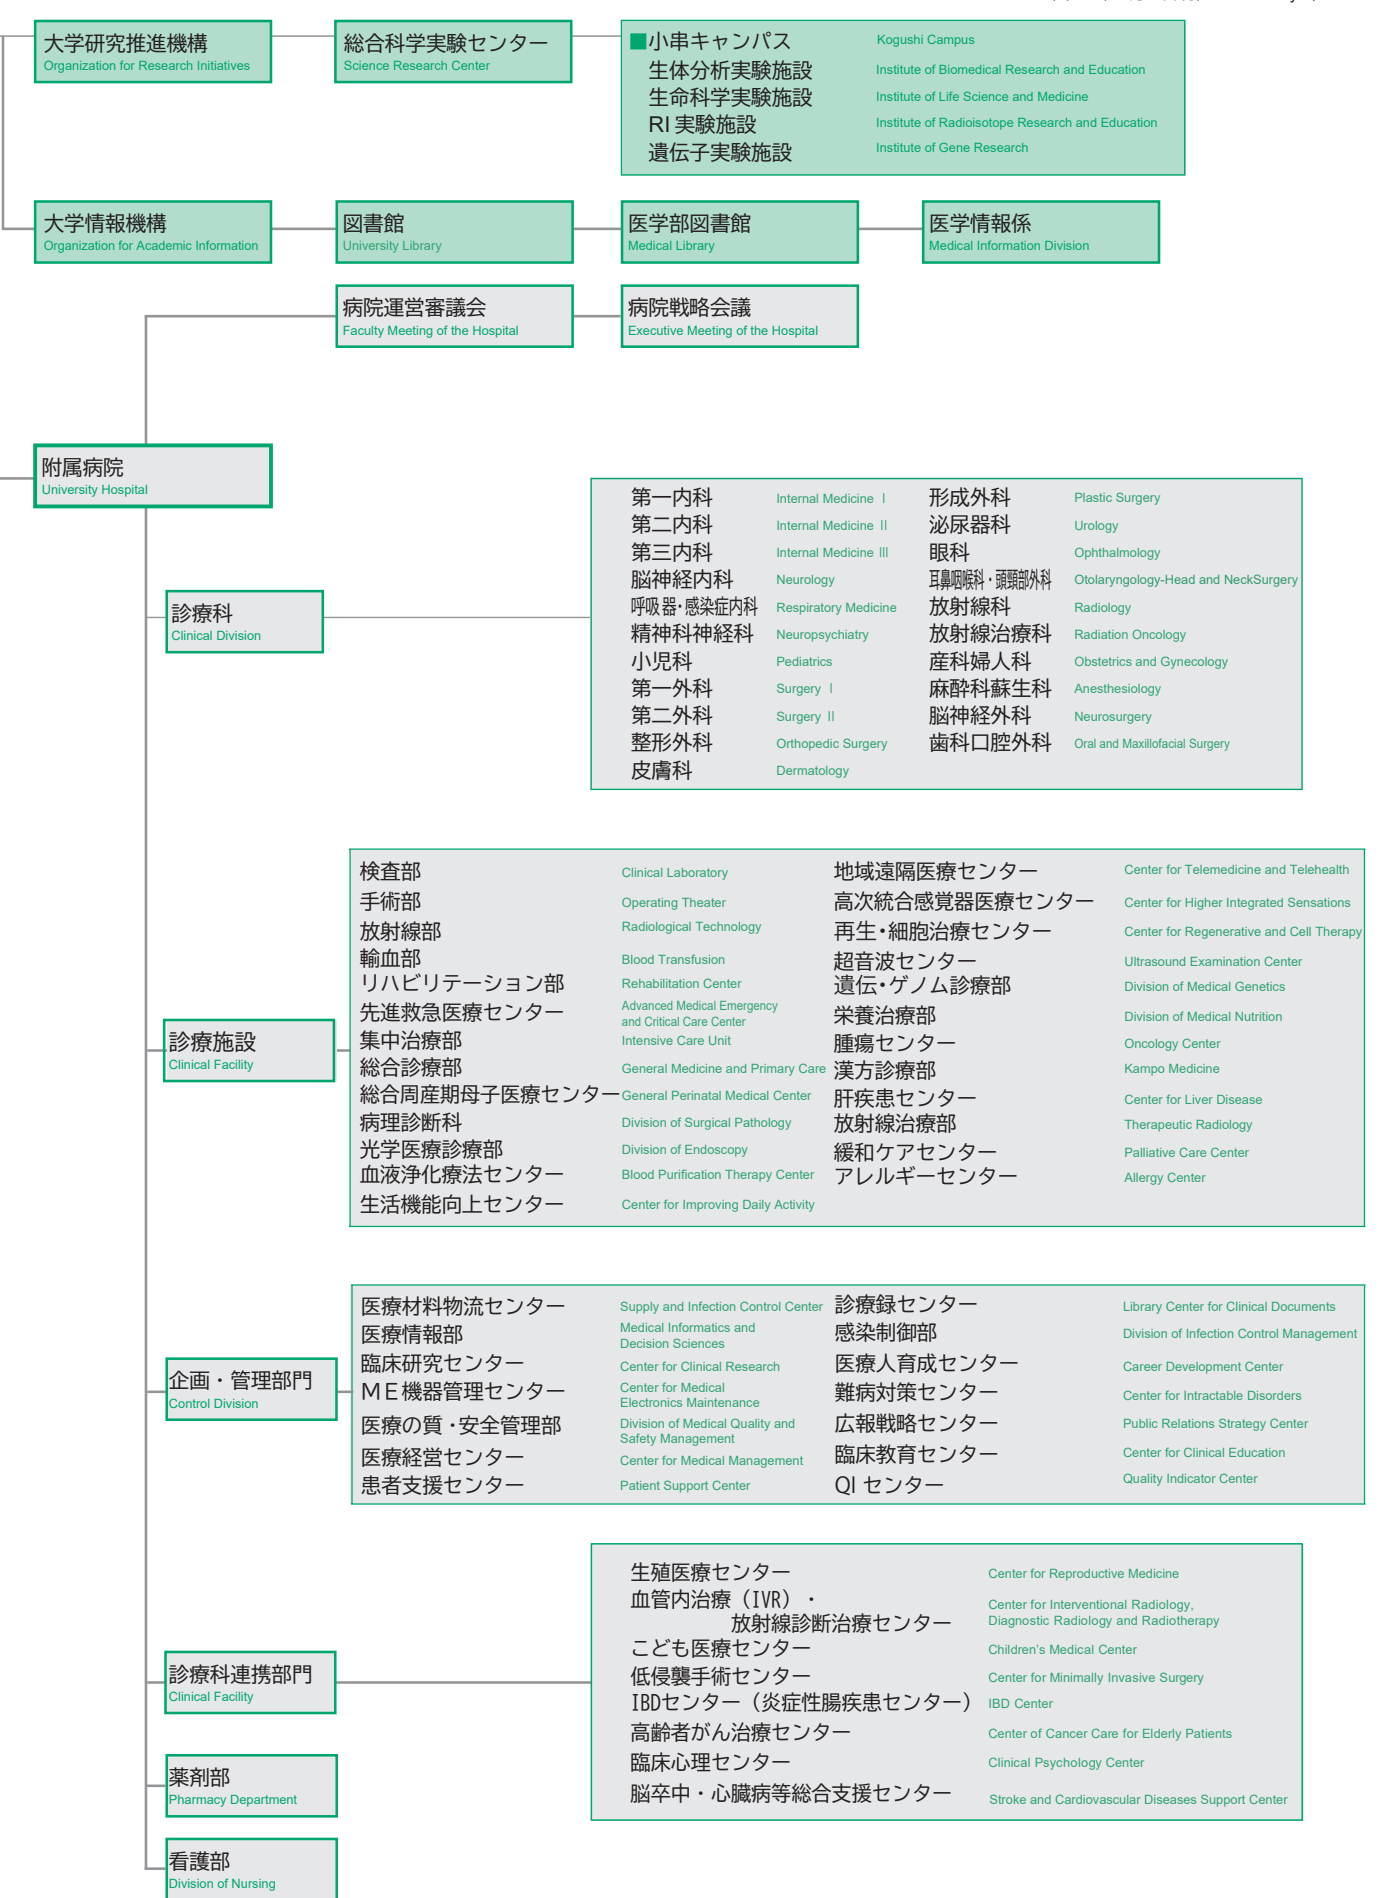 大学研究推進機構
Organization for Research Initiatives
総合科学実験センター
Science Research Center
■小串キャンパス Kogushi Campus
生体分析実験施設 Institute of Biomedical Research and Education
生命科学実験施設 Institute of Life Science and Medicine
RI 実験施設 Institute of Radioisotope Research and Education
遺伝子実験施設 Institute of Gene Research
大学情報機構
Organization for Academic Information
図書館
University Library
医学部図書館
Medical Library
医学情報係
Medical Information Division
病院運営審議会
Faculty Meeting of the Hospital
病院戦略会議
Executive Meeting of the Hospital
附属病院
University Hospital
診療科
Clinical Division
第一内科 Internal Medicine Ⅰ
第二内科 Internal Medicine Ⅱ
第三内科 Internal Medicine Ⅲ
脳神経内科 Neurology
呼吸器・感染症内科 Respiratory Medicine
精神科神経科 Neuropsychiatry
小児科 Pediatrics
第一外科 Surgery Ⅰ
第二外科 Surgery Ⅱ
整形外科 Orthopedic Surgery
皮膚科 Dermatology
形成外科 Plastic Surgery
泌尿器科 Urology
眼科 Ophthalmology
耳鼻咽喉科・頭頸部外科 Otolaryngology-Head and NeckSurgery
放射線科 Radiology
放射線治療科 Radiation Oncology
産科婦人科 Obstetrics and Gynecology
麻酔科蘇生科 Anesthesiology
脳神経外科 Neurosurgery
歯科口腔外科 Oral and Maxillofacial Surgery
診療施設
Clinical Facility
検査部 Clinical Laboratory
手術部 Operating Theater
放射線部 Radiological Technology
輸血部 Blood Transfusion
リハビリテーション部 Rehabilitation Center
先進救急医療センター Advanced Medical Emergency
and Critical Care Center
集中治療部 Intensive Care Unit
総合診療部 General Medicine and Primary Care
総合周産期母子医療センター General Perinatal Medical Center
病理診断科 Division of Surgical Pathology
光学医療診療部 Division of Endoscopy
血液浄化療法センター Blood Purification Therapy Center
生活機能向上センター Center for Improving Daily Activity
地域遠隔医療センター Center for Telemedicine and Telehealth
高次統合感覚器医療センター Center for Higher Integrated Sensations
再生・細胞治療センター Center for Regenerative and Cell Therapy
超音波センター Ultrasound Examination Center
遺伝・ゲノム診療部 Division of Medical Genetics
栄養治療部 Division of Medical Nutrition
腫瘍センター Oncology Center
漢方診療部 Kampo Medicine
肝疾患センター Center for Liver Disease
放射線治療部 Therapeutic Radiology
緩和ケアセンター Palliative Care Center
アレルギーセンター Allergy Center
企画・管理部門
Control Division
医療材料物流センター Supply and Infection Control Center
医療情報部 Medical Informatics and
Decision Sciences
臨床研究センター Center for Clinical Research
ＭＥ機器管理センター Center for Medical
Electronics Maintenance
医療の質・安全管理部 Division of Medical Quality and
Safety Management
医療経営センター Center for Medical Management
患者支援センター Patient Support Center
診療録センター Library Center for Clinical Documents
感染制御部 Division of Infection Control Management
医療人育成センター Career Development Center
難病対策センター Center for Intractable Disorders
広報戦略センター Public Relations Strategy Center
臨床教育センター Center for Clinical Education
QI センター Quality Indicator Center
診療科連携部門
Clinical Facility
生殖医療センター Center for Reproductive Medicine
血管内治療（IVR）・ Center for Interventional Radiology,
放射線診断治療センター Diagnostic Radiology and Radiotherapy
こども医療センター Children's Medical Center
低侵襲手術センター Center for Minimally Invasive Surgery
IBDセンター（炎症性腸疾患センター） IBD Center
高齢者がん治療センター Center of Cancer Care for Elderly Patients
臨床心理センター Clinical Psychology Center
脳卒中・心臓病等総合支援センター Stroke and Cardiovascular Diseases Support Center
薬剤部
Pharmacy Department
看護部
Division of Nursing